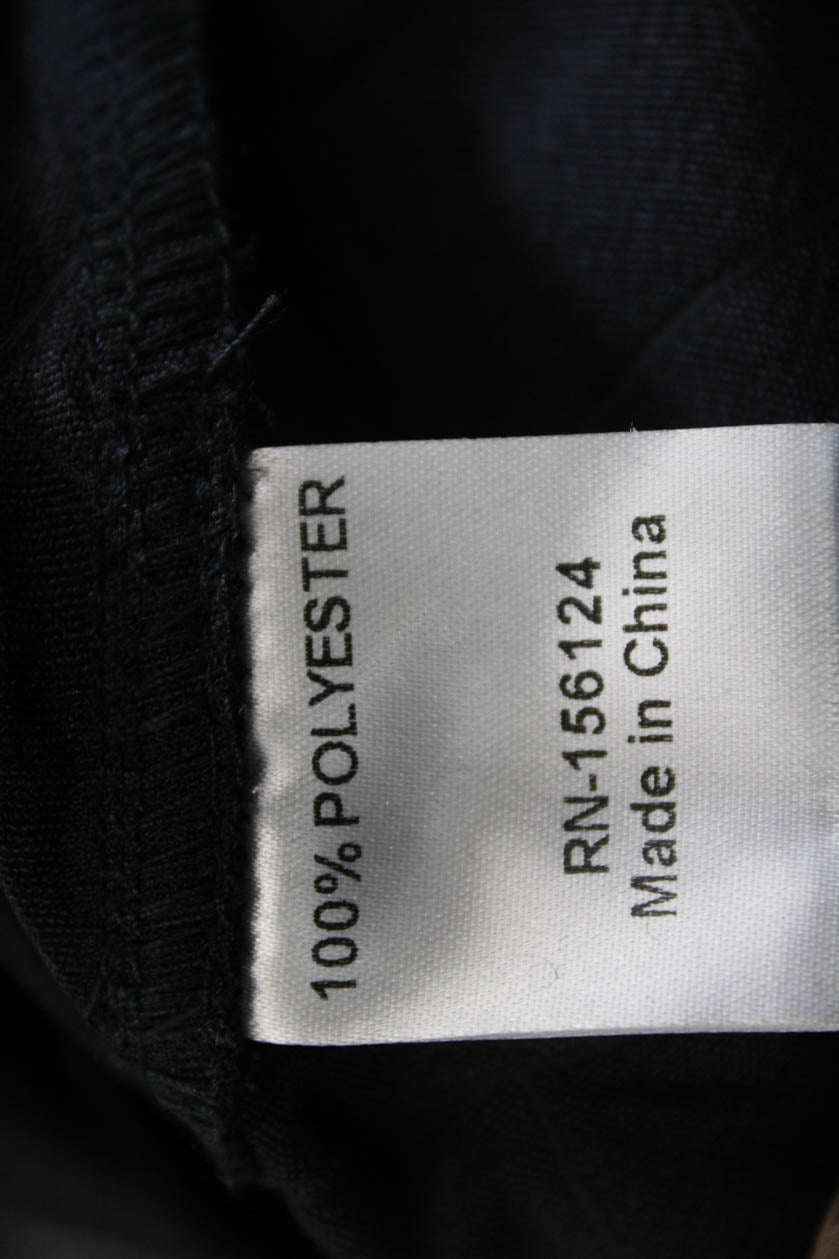 100% POLYESTER
RN-156124
Made in China